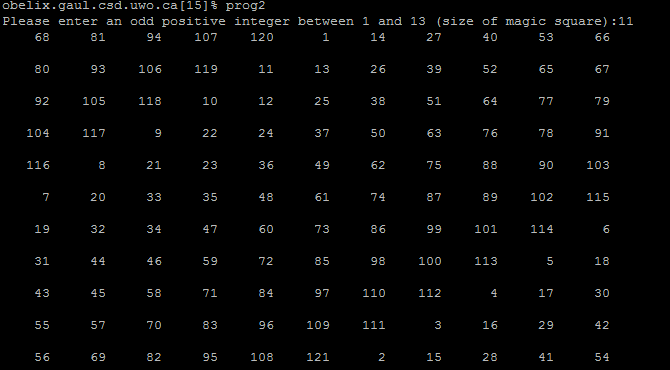 obelix.gaul.csd.uwo.ca[15]% prog2
Please enter an odd positive integer between 1 and 13 (size of magic square):11
68 81 94 107 120 1 14 27 40 53 66
80 93 106 119 11 13 26 39 52 65 67
92 105 118 10 12 25 38 51 64 77 79
104 117 9 22 24 37 50 63 76 78 91
116 8 21 23 36 49 62 75 88 90 103
7 20 33 35 48 61 74 87 89 102 115
19 32 34 47 60 73 86 99 101 114 6
31 44 46 59 72 85 98 100 113 5 18
43 45 58 71 84 97 110 112 4 17 30
55 57 70 83 96 109 111 3 16 29 42
56 69 82 95 108 121 2 15 28 41 54